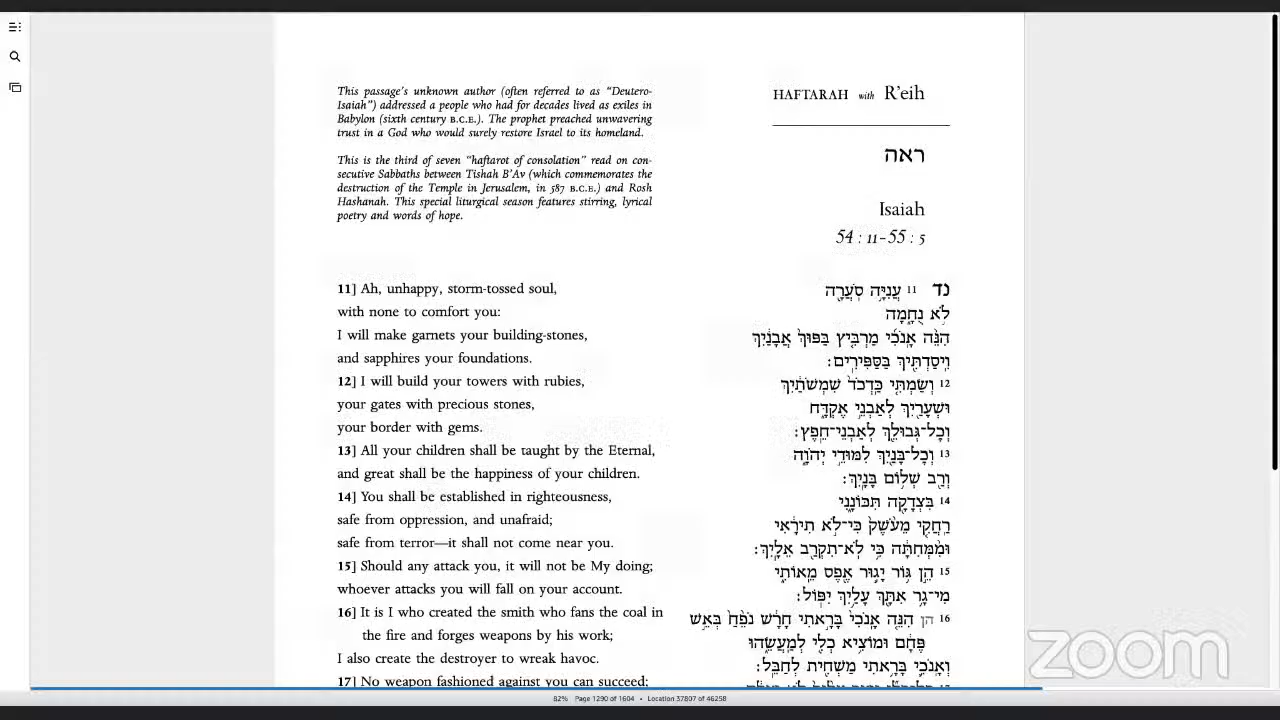 This passage's unknown author (often referred to as "Deutero-
Isaiah") addressed a people who had for decades lived as exiles in
Babylon (sixth century B.C.E.). The prophet preached unwavering
trust in a God who would surely restore Israel to its homeland.
This is the third of seven "haftarot of consolation" read on con-
secutive Sabbaths between Tishah B'Av (which commemorates the
destruction of the Temple in Jerusalem, in 587 B.C.E.) and Rosh
Hashanah. This special liturgical season features stirring, lyrical
poetry and words of hope.
HAFTARAH with R'eih
ראה
Isaiah
54 : 11–55 : 5
11] Ah, unhappy, storm-tossed soul,
with none to comfort you:
I will make garnets your building-stones,
and sapphires your foundations.
12] I will build your towers with rubies,
your gates with precious stones,
your border with gems.
13] All your children shall be taught by the Eternal,
and great shall be the happiness of your children.
14] You shall be established in righteousness,
safe from oppression, and unafraid;
safe from terror—it shall not come near you.
15] Should any attack you, it will not be My doing;
whoever attacks you will fall on your account.
16] It is I who created the smith who fans the coal in
the fire and forges weapons by his work;
I also create the destroyer to wreak havoc.
17] No weapon fashioned against you can succeed;
נד 11 עֲנִיָּ֥ה סֹעֲרָ֖ה
לֹ֣א נֻחָ֑מָה
הִנֵּ֨ה אָֽנֹכִ֜י מַרְבִּ֤יץ בַּפּוּךְ֙ אֲבָנַ֔יִךְ
וִֽיסַדְתִּ֖יךְ בַּסַּפִּירִֽים׃
12 וְשַׂמְתִּ֤י כַּֽדְכֹד֙ שִׁמְשֹׁתַ֔יִךְ
וּשְׁעָרַ֖יִךְ לְאַבְנֵ֣י אֶקְדָּ֑ח
וְכָל־גְּבוּלֵ֖ךְ לְאַבְנֵי־חֵֽפֶץ׃
13 וְכָל־בָּנַ֖יִךְ לִמּוּדֵ֣י יְהוָ֑ה
וְרַ֖ב שְׁל֥וֹם בָּנָֽיִךְ׃
14 בִּצְדָקָ֖ה תִּכּוֹנָ֑נִי
רַחֲקִ֤י מֵעֹ֙שֶׁק֙ כִּֽי־לֹ֣א תִירָ֔אִי
וּמִ֨מְּחִתָּ֔ה כִּ֥י לֹֽא־תִקְרַ֖ב אֵלָֽיִךְ׃
15 הֵ֣ן גּ֥וֹר יָג֛וּר אֶ֖פֶס מֵֽאוֹתִ֑י
מִי־גָ֥ר אִתָּ֖ךְ עָלַ֥יִךְ יִפּֽוֹל׃
16 הן הִנֵּ֤ה אָֽנֹכִי֙ בָּרָ֣אתִי חָרָ֔שׁ נֹפֵ֙חַ֙ בְּאֵ֣שׁ
פֶּחָ֔ם וּמוֹצִ֥יא כְלִ֖י לְמַעֲשֵׂ֑הוּ
וְאָנֹכִ֛י בָּרָ֥אתִי מַשְׁחִ֖ית לְחַבֵּֽל׃
82% Page 1290 of 1604 • Location 37807 of 46258
zoom